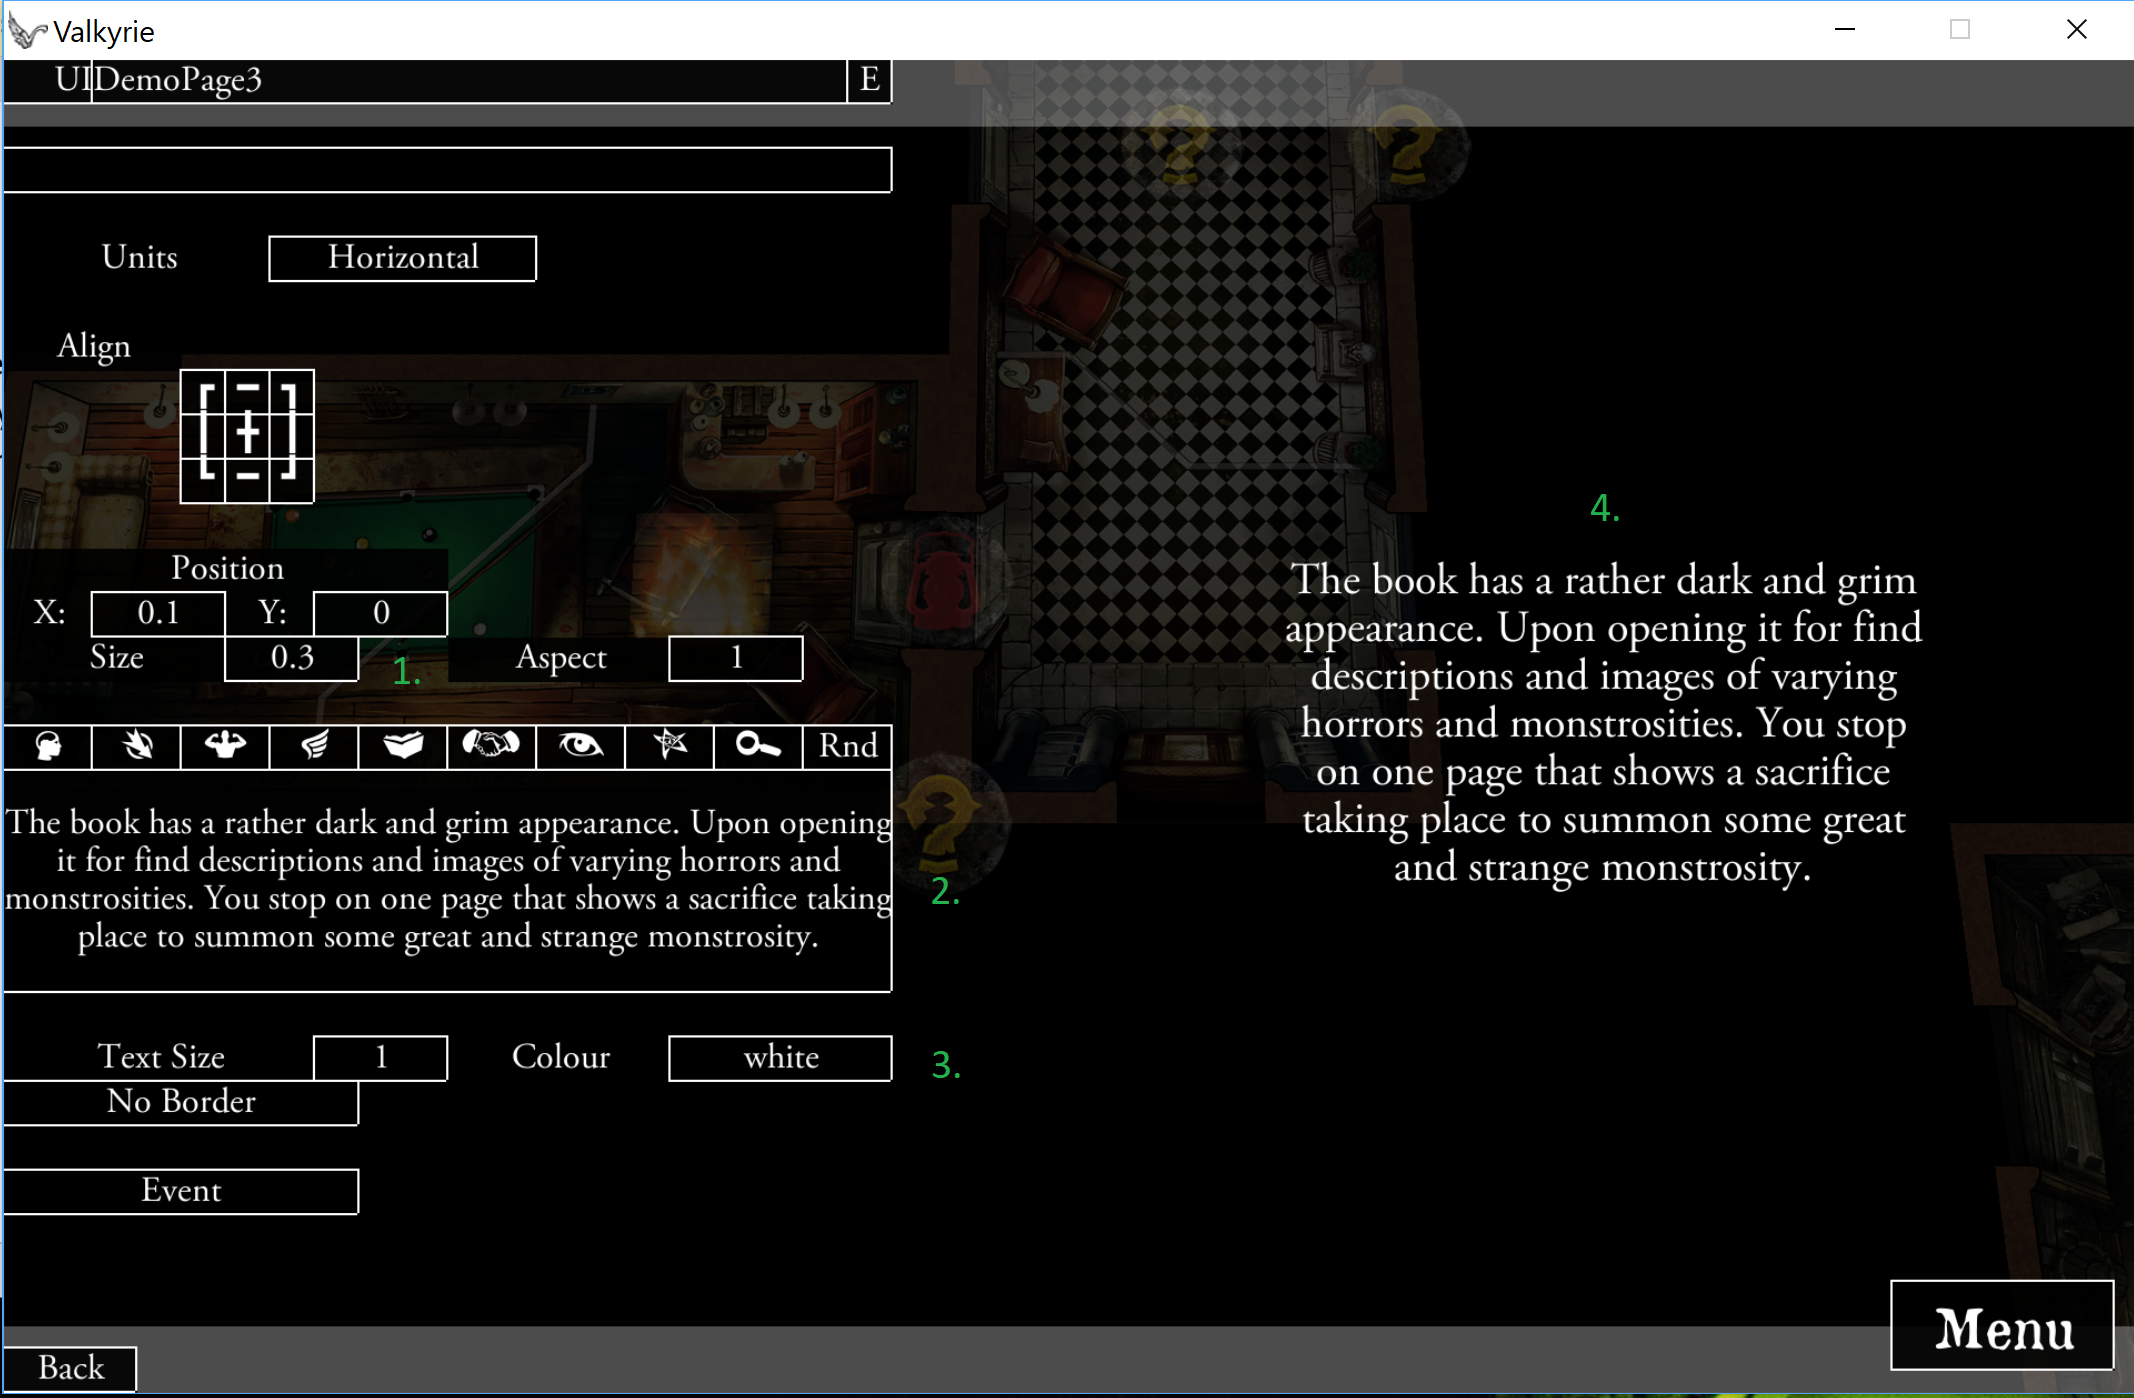 Valkyrie
UI DemoPage3 E
Units Horizontal
Align
Position
X: 0.1 Y: 0
Size 0.3 1. Aspect 1
Rnd
The book has a rather dark and grim appearance. Upon opening
it for find descriptions and images of varying horrors and
monstrosities. You stop on one page that shows a sacrifice taking
place to summon some great and strange monstrosity.
2.
Text Size 1 Colour white 3.
No Border
Event
4.
The book has a rather dark and grim
appearance. Upon opening it for find
descriptions and images of varying
horrors and monstrosities. You stop
on one page that shows a sacrifice
taking place to summon some great
and strange monstrosity.
Back
Menu